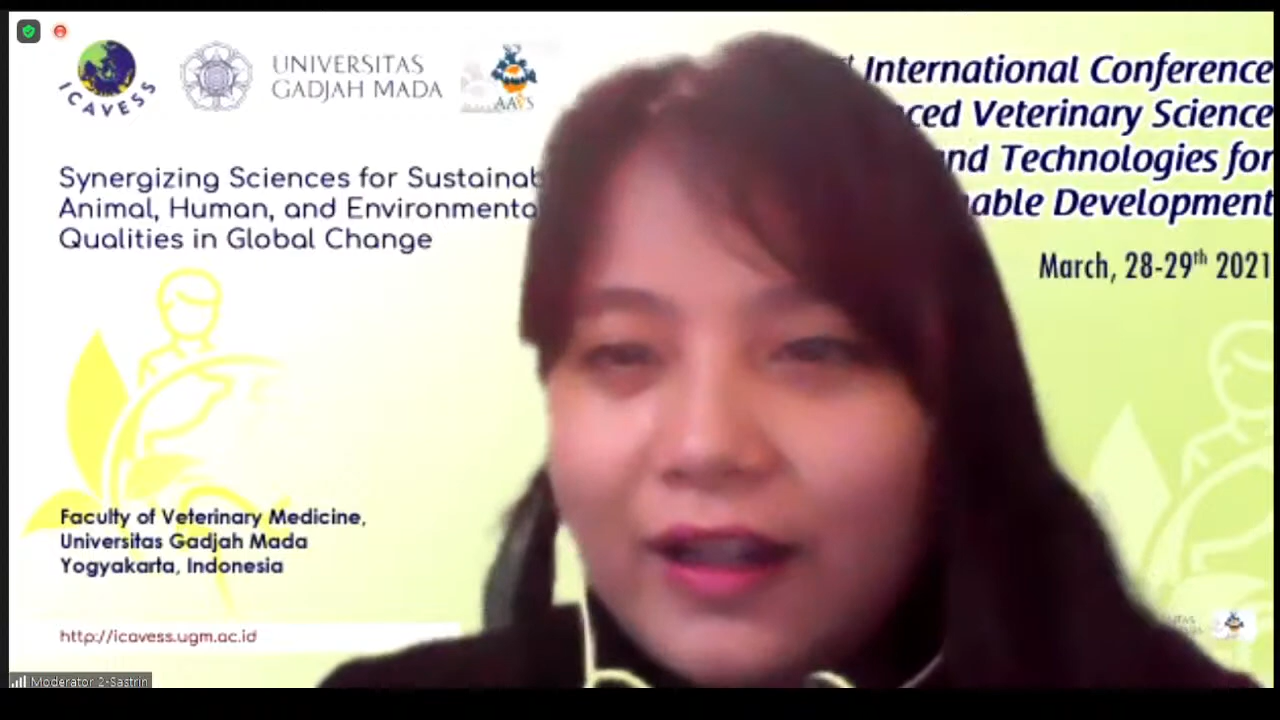 ICAVESS
UNIVERSITAS
GADJAH MADA
AAVS
International Conference
ced Veterinary Science
nd Technologies for
nable Development
March, 28-29th 2021
Synergizing Sciences for Sustainab
Animal, Human, and Environmenta
Qualities in Global Change
Faculty of Veterinary Medicine,
Universitas Gadjah Mada
Yogyakarta, Indonesia
http://icavess.ugm.ac.id
Moderator 2-Sastrin